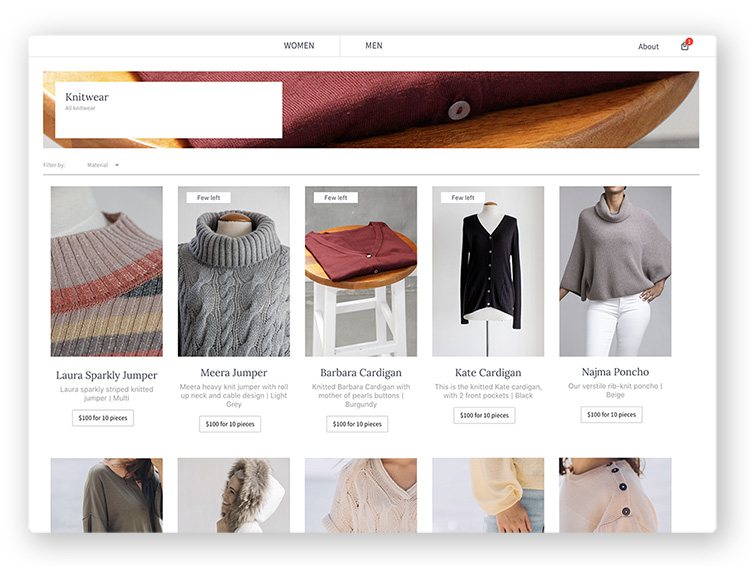 WOMEN MEN About 1
Knitwear
All knitwear
Filter by: Material
Few left
Few left
Few left
Laura Sparkly Jumper
Laura sparkly striped knitted
jumper | Multi
$100 for 10 pieces
Meera Jumper
Meera heavy knit jumper with roll
up neck and cable design | Light
Grey
$100 for 10 pieces
Barbara Cardigan
Knitted Barbara Cardigan with
mother of pearls buttons |
Burgundy
$100 for 10 pieces
Kate Cardigan
This is the knitted Kate cardigan,
with 2 front pockets | Black
$100 for 10 pieces
Najma Poncho
Our verstile rib-knit poncho |
Beige
$100 for 10 pieces